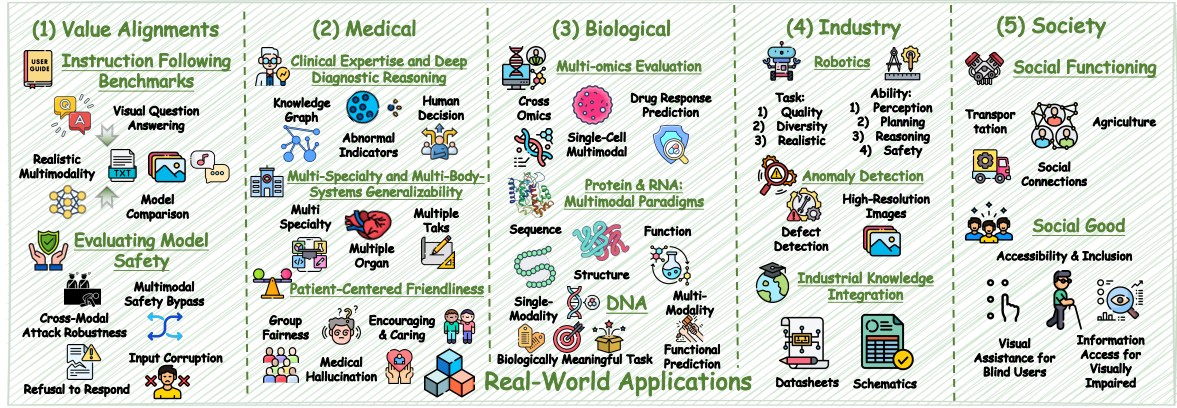 (1) Value Alignments
USER
GUIDE
Instruction Following
Benchmarks
Q
A
Visual Question
Answering
Realistic
Multimodality
TXT
Model
Comparison
Evaluating Model
Safety
Multimodal
Safety Bypass
Cross-Modal
Attack Robustness
Input Corruption
Refusal to Respond
(2) Medical
Clinical Expertise and Deep
Diagnostic Reasoning
Knowledge
Graph
Human
Decision
Abnormal
Indicators
Multi-Specialty and Multi-Body-
Systems Generalizability
Multi
Specialty
Multiple
Taks
Multiple
Organ
Patient-Centered Friendliness
Group
Fairness
Encouraging
& Caring
Medical
Hallucination
(3) Biological
Multi-omics Evaluation
Cross
Omics
Drug Response
Prediction
Single-Cell
Multimodal
Protein & RNA:
Multimodal Paradigms
Sequence
Function
Structure
Single-
Modality
DNA
Multi-
Modality
Biologically Meaningful Task
Functional
Prediction
(4) Industry
Robotics
Task:
1) Quality
2) Diversity
3) Realistic
Ability:
1) Perception
2) Planning
3) Reasoning
4) Safety
Anomaly Detection
High-Resolution
Images
Defect
Detection
Industrial Knowledge
Integration
Datasheets
Schematics
(5) Society
Social Functioning
Transpor
tation
Agriculture
Social
Connections
Social Good
Accessibility & Inclusion
Visual
Assistance for
Blind Users
Information
Access for
Visually
Impaired
Real-World Applications